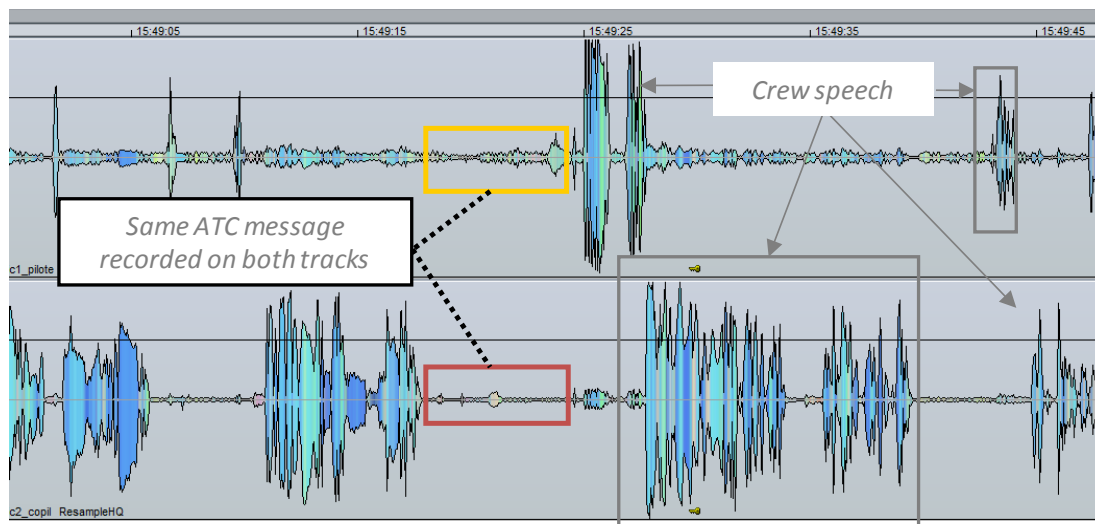 15:49:05 15:49:15 15:49:25 15:49:35 15:49:45
Crew speech
Same ATC message
recorded on both tracks
c1_pilote
c2_copil ResampleHQ